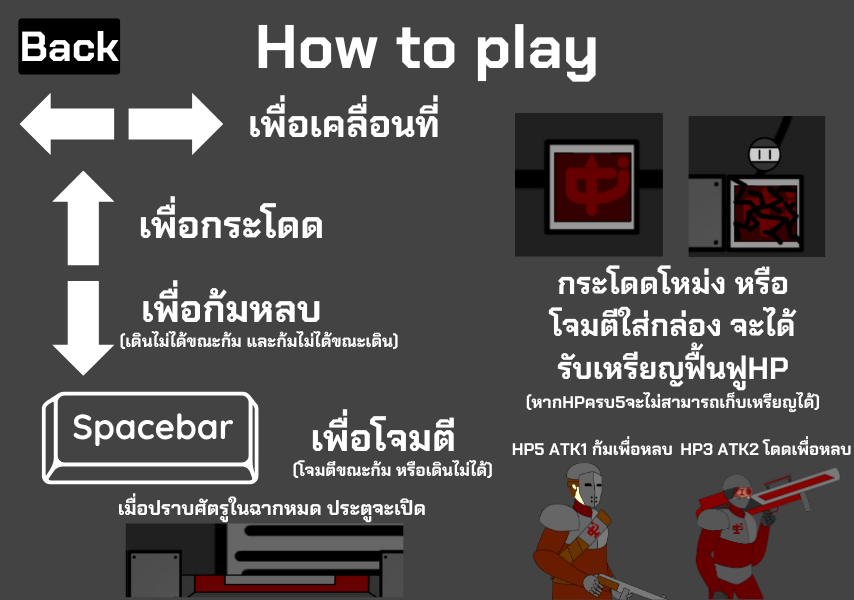 Back
How to play
เพื่อเคลื่อนที่
เพื่อกระโดด
เพื่อก้มหลบ
(เดินไม่ได้ขณะก้ม และก้มไม่ได้ขณะเดิน)
Spacebar
เพื่อโจมตี
(โจมตีขณะก้ม หรือเดินไม่ได้)
เมื่อปราบศัตรูในฉากหมด ประตูจะเปิด
กระโดดโหม่ง หรือ
โจมตีใส่กล่อง จะได้
รับเหรียญฟื้นฟูHP
(หากHPครบ5จะไม่สามารถเก็บเหรียญได้)
HP5 ATK1 ก้มเพื่อหลบ
HP3 ATK2 โดดเพื่อหลบ